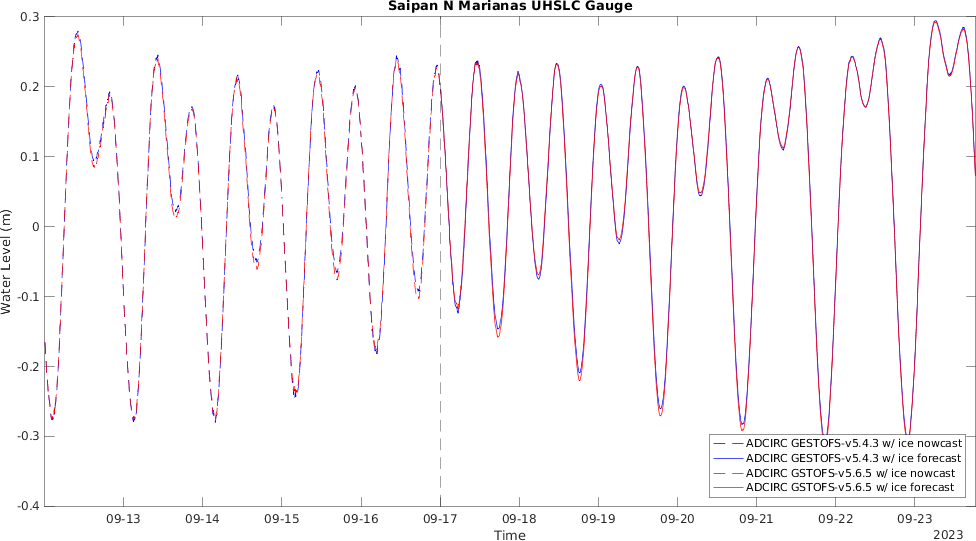 Saipan N Marianas UHSLC Gauge
0.3
0.2
0.1
0
-0.1
-0.2
-0.3
-0.4
Water Level (m)
ADCIRC GESTOFS-v5.4.3 w/ ice nowcast
ADCIRC GESTOFS-v5.4.3 w/ ice forecast
ADCIRC GSTOFS-v5.6.5 w/ ice nowcast
ADCIRC GSTOFS-v5.6.5 w/ ice forecast
09-13 09-14 09-15 09-16 09-17 09-18 09-19 09-20 09-21 09-22 09-23
Time
2023